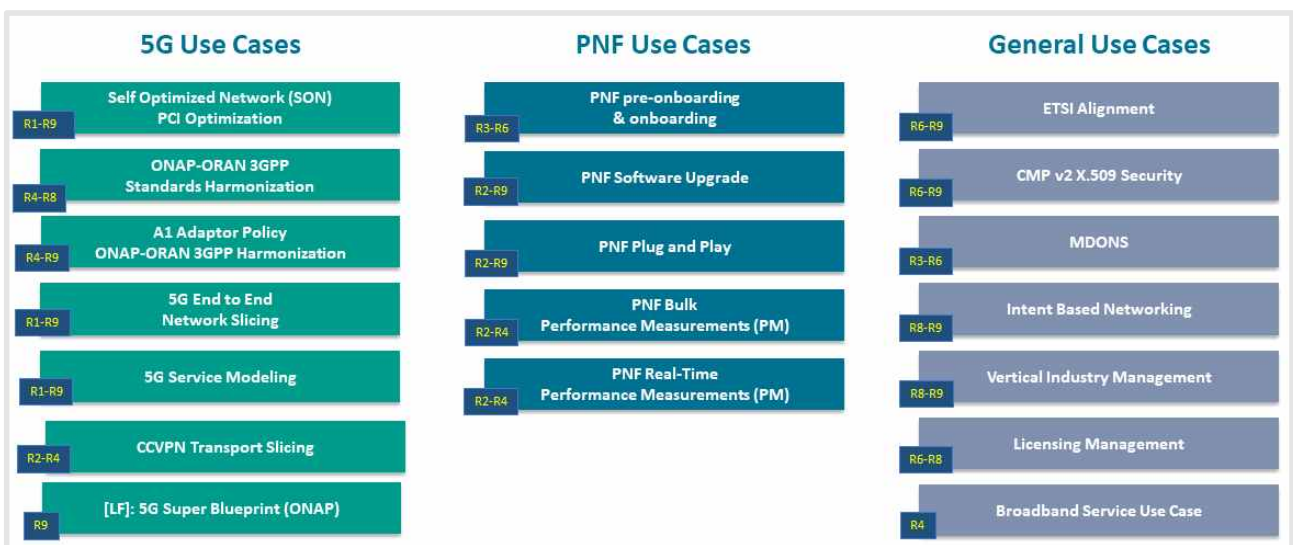 5G Use Cases
Self Optimized Network (SON)
PCI Optimization
R1-R9
ONAP-ORAN 3GPP
Standards Harmonization
R4-R8
A1 Adaptor Policy
ONAP-ORAN 3GPP Harmonization
R4-R9
5G End to End
Network Slicing
R1-R9
5G Service Modeling
R1-R9
CCVPN Transport Slicing
R2-R4
[LF]: 5G Super Blueprint (ONAP)
R9
PNF Use Cases
PNF pre-onboarding
& onboarding
R3-R6
PNF Software Upgrade
R2-R9
PNF Plug and Play
R2-R9
PNF Bulk
Performance Measurements (PM)
R2-R4
PNF Real-Time
Performance Measurements (PM)
R2-R4
General Use Cases
ETSI Alignment
R6-R9
CMP v2 X.509 Security
R6-R9
MDONS
R3-R6
Intent Based Networking
R8-R9
Vertical Industry Management
R8-R9
Licensing Management
R6-R8
Broadband Service Use Case
R4